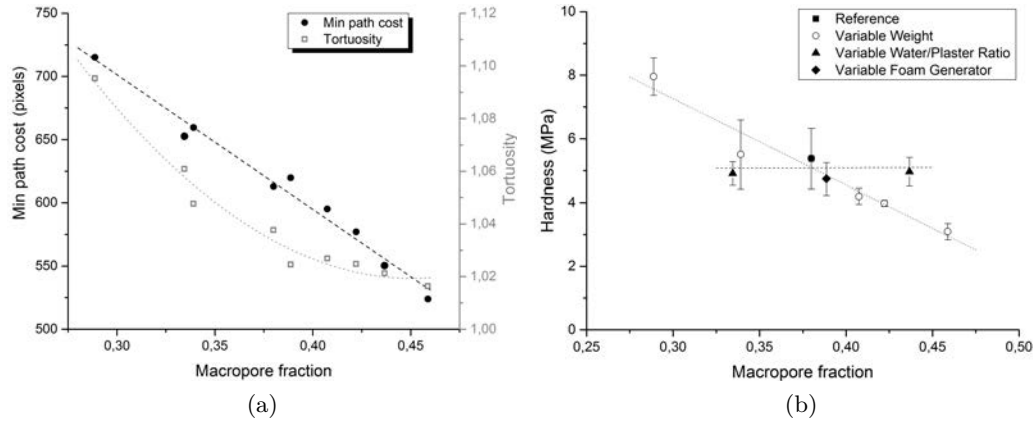 750
700
650
600
550
500
Min path cost (pixels)
Min path cost
Tortuosity
1,12
1,10
1,08
1,06
1,04
1,02
1,00
Tortuosity
0,30
0,35
0,40
0,45
Macropore fraction
(a)
10
8
6
4
2
0
Hardness (MPa)
Reference
Variable Weight
Variable Water/Plaster Ratio
Variable Foam Generator
0,25
0,30
0,35
0,40
0,45
0,50
Macropore fraction
(b)